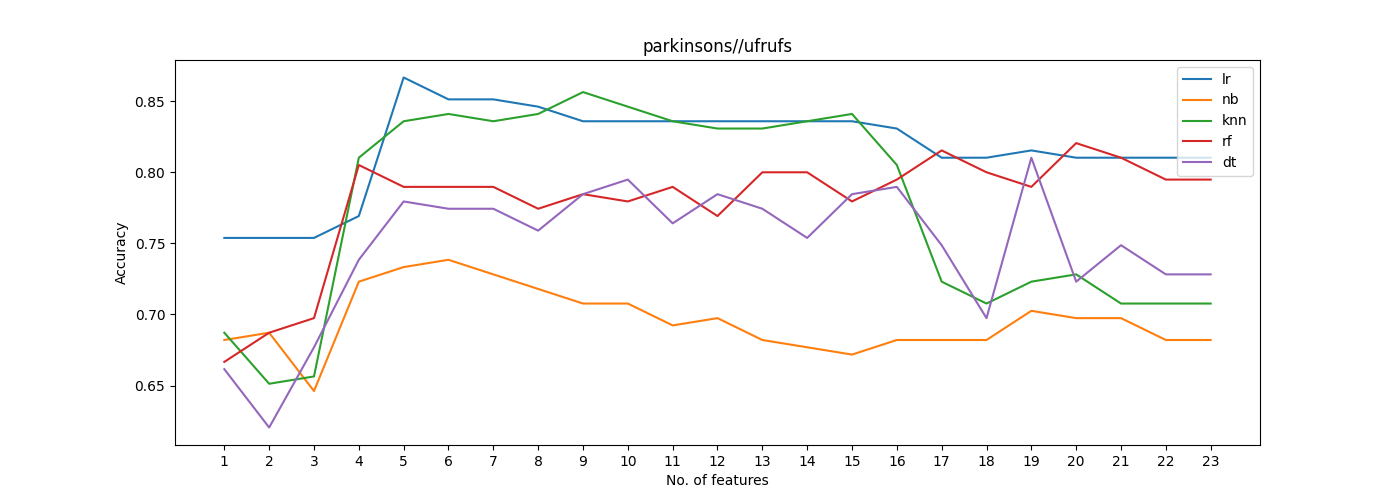 parkinsons//ufrufs
lr
nb
knn
rf
dt
Accuracy
0.85
0.80
0.75
0.70
0.65
1 2 3 4 5 6 7 8 9 10 11 12 13 14 15 16 17 18 19 20 21 22 23
No. of features